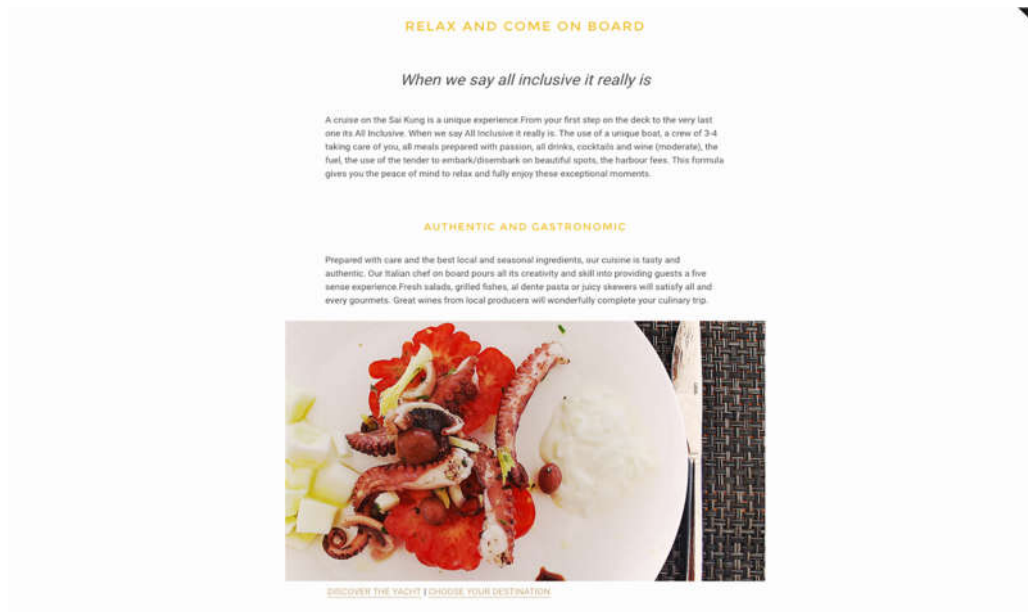 RELAX AND COME ON BOARD
When we say all inclusive it really is
A cruise on the Sai Kung is a unique experience.From your first step on the deck to the very last
one its All Inclusive. When we say All Inclusive it really is. The use of a unique boat, a crew of 3-4
taking care of you, all meals prepared with passion, all drinks, cocktails and wine (moderate), the
fuel, the use of the tender to embark/disembark on beautiful spots, the harbour fees. This formula
gives you the peace of mind to relax and fully enjoy these exceptional moments.
AUTHENTIC AND GASTRONOMIC
Prepared with care and the best local and seasonal ingredients, our cuisine is tasty and
authentic. Our Italian chef on board pours all its creativity and skill into providing guests a five
sense experience.Fresh salads, grilled fishes, al dente pasta or juicy skewers will satisfy all and
every gourmets. Great wines from local producers will wonderfully complete your culinary trip.
DISCOVER THE YACHT | CHOOSE YOUR DESTINATION